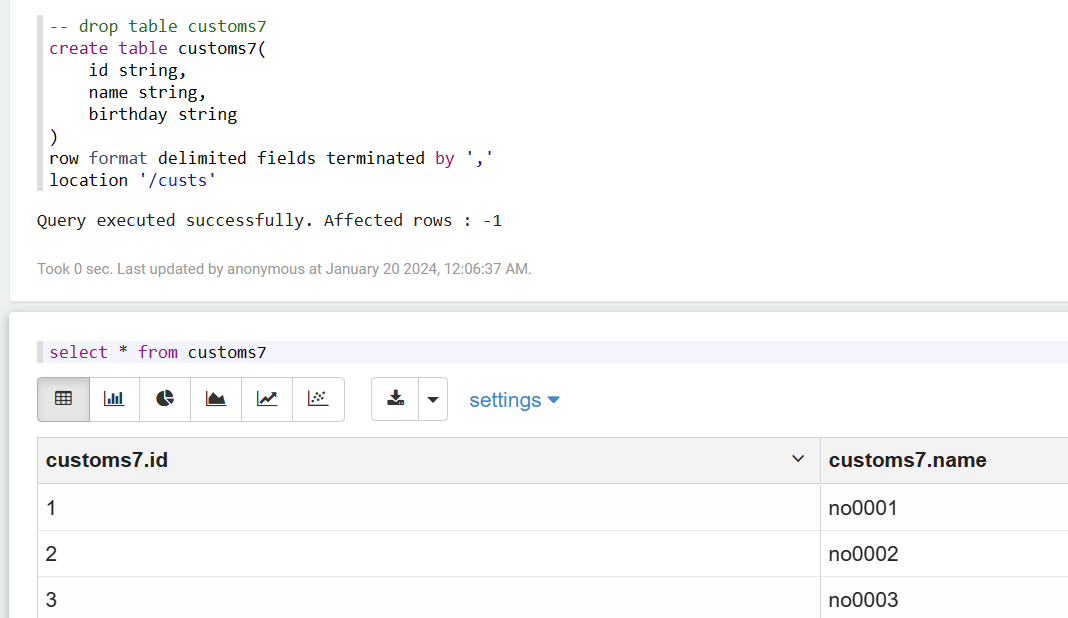 -- drop table customs7
create table customs7(
    id string,
    name string,
    birthday string
)
row format delimited fields terminated by ','
location '/custs'
Query executed successfully. Affected rows : -1
Took 0 sec. Last updated by anonymous at January 20 2024, 12:06:37 AM.
select * from customs7
settings
customs7.id customs7.name
1 no0001
2 no0002
3 no0003